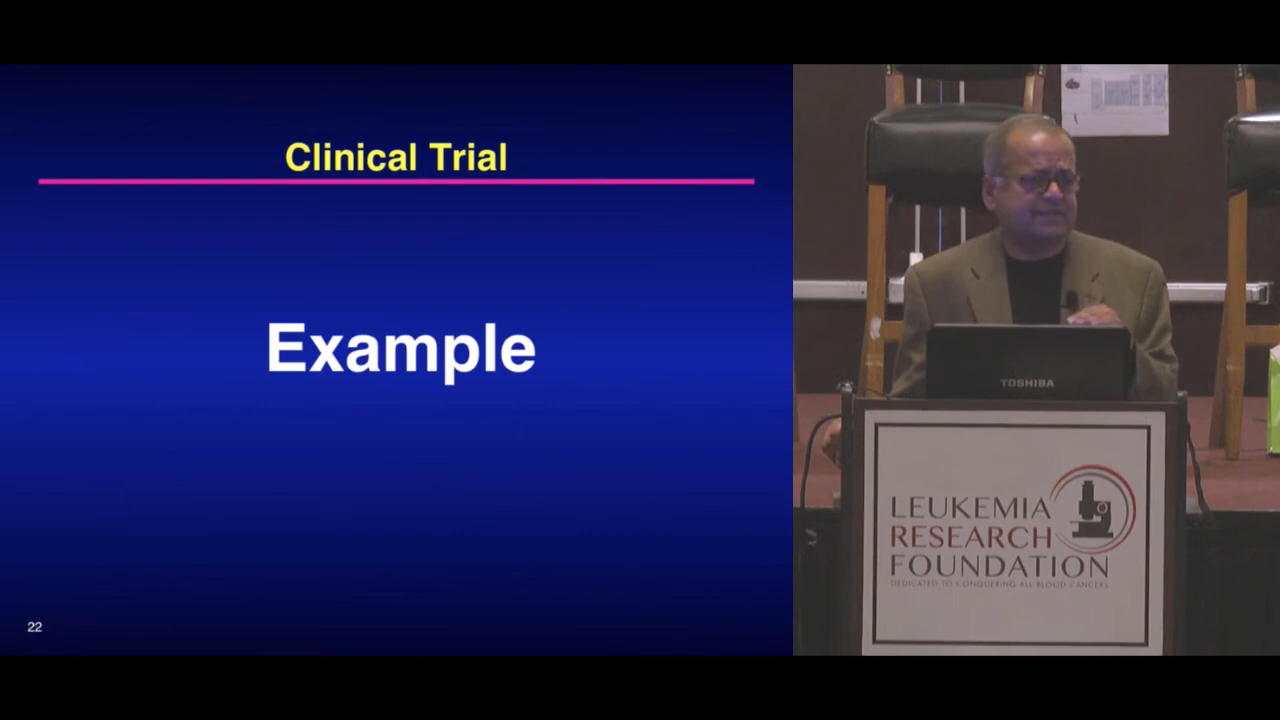 Clinical Trial
Example
22
TOSHIBA
LEUKEMIA
RESEARCH
FOUNDATION
DEDICATED TO CONQUERING ALL BLOOD CANCERS